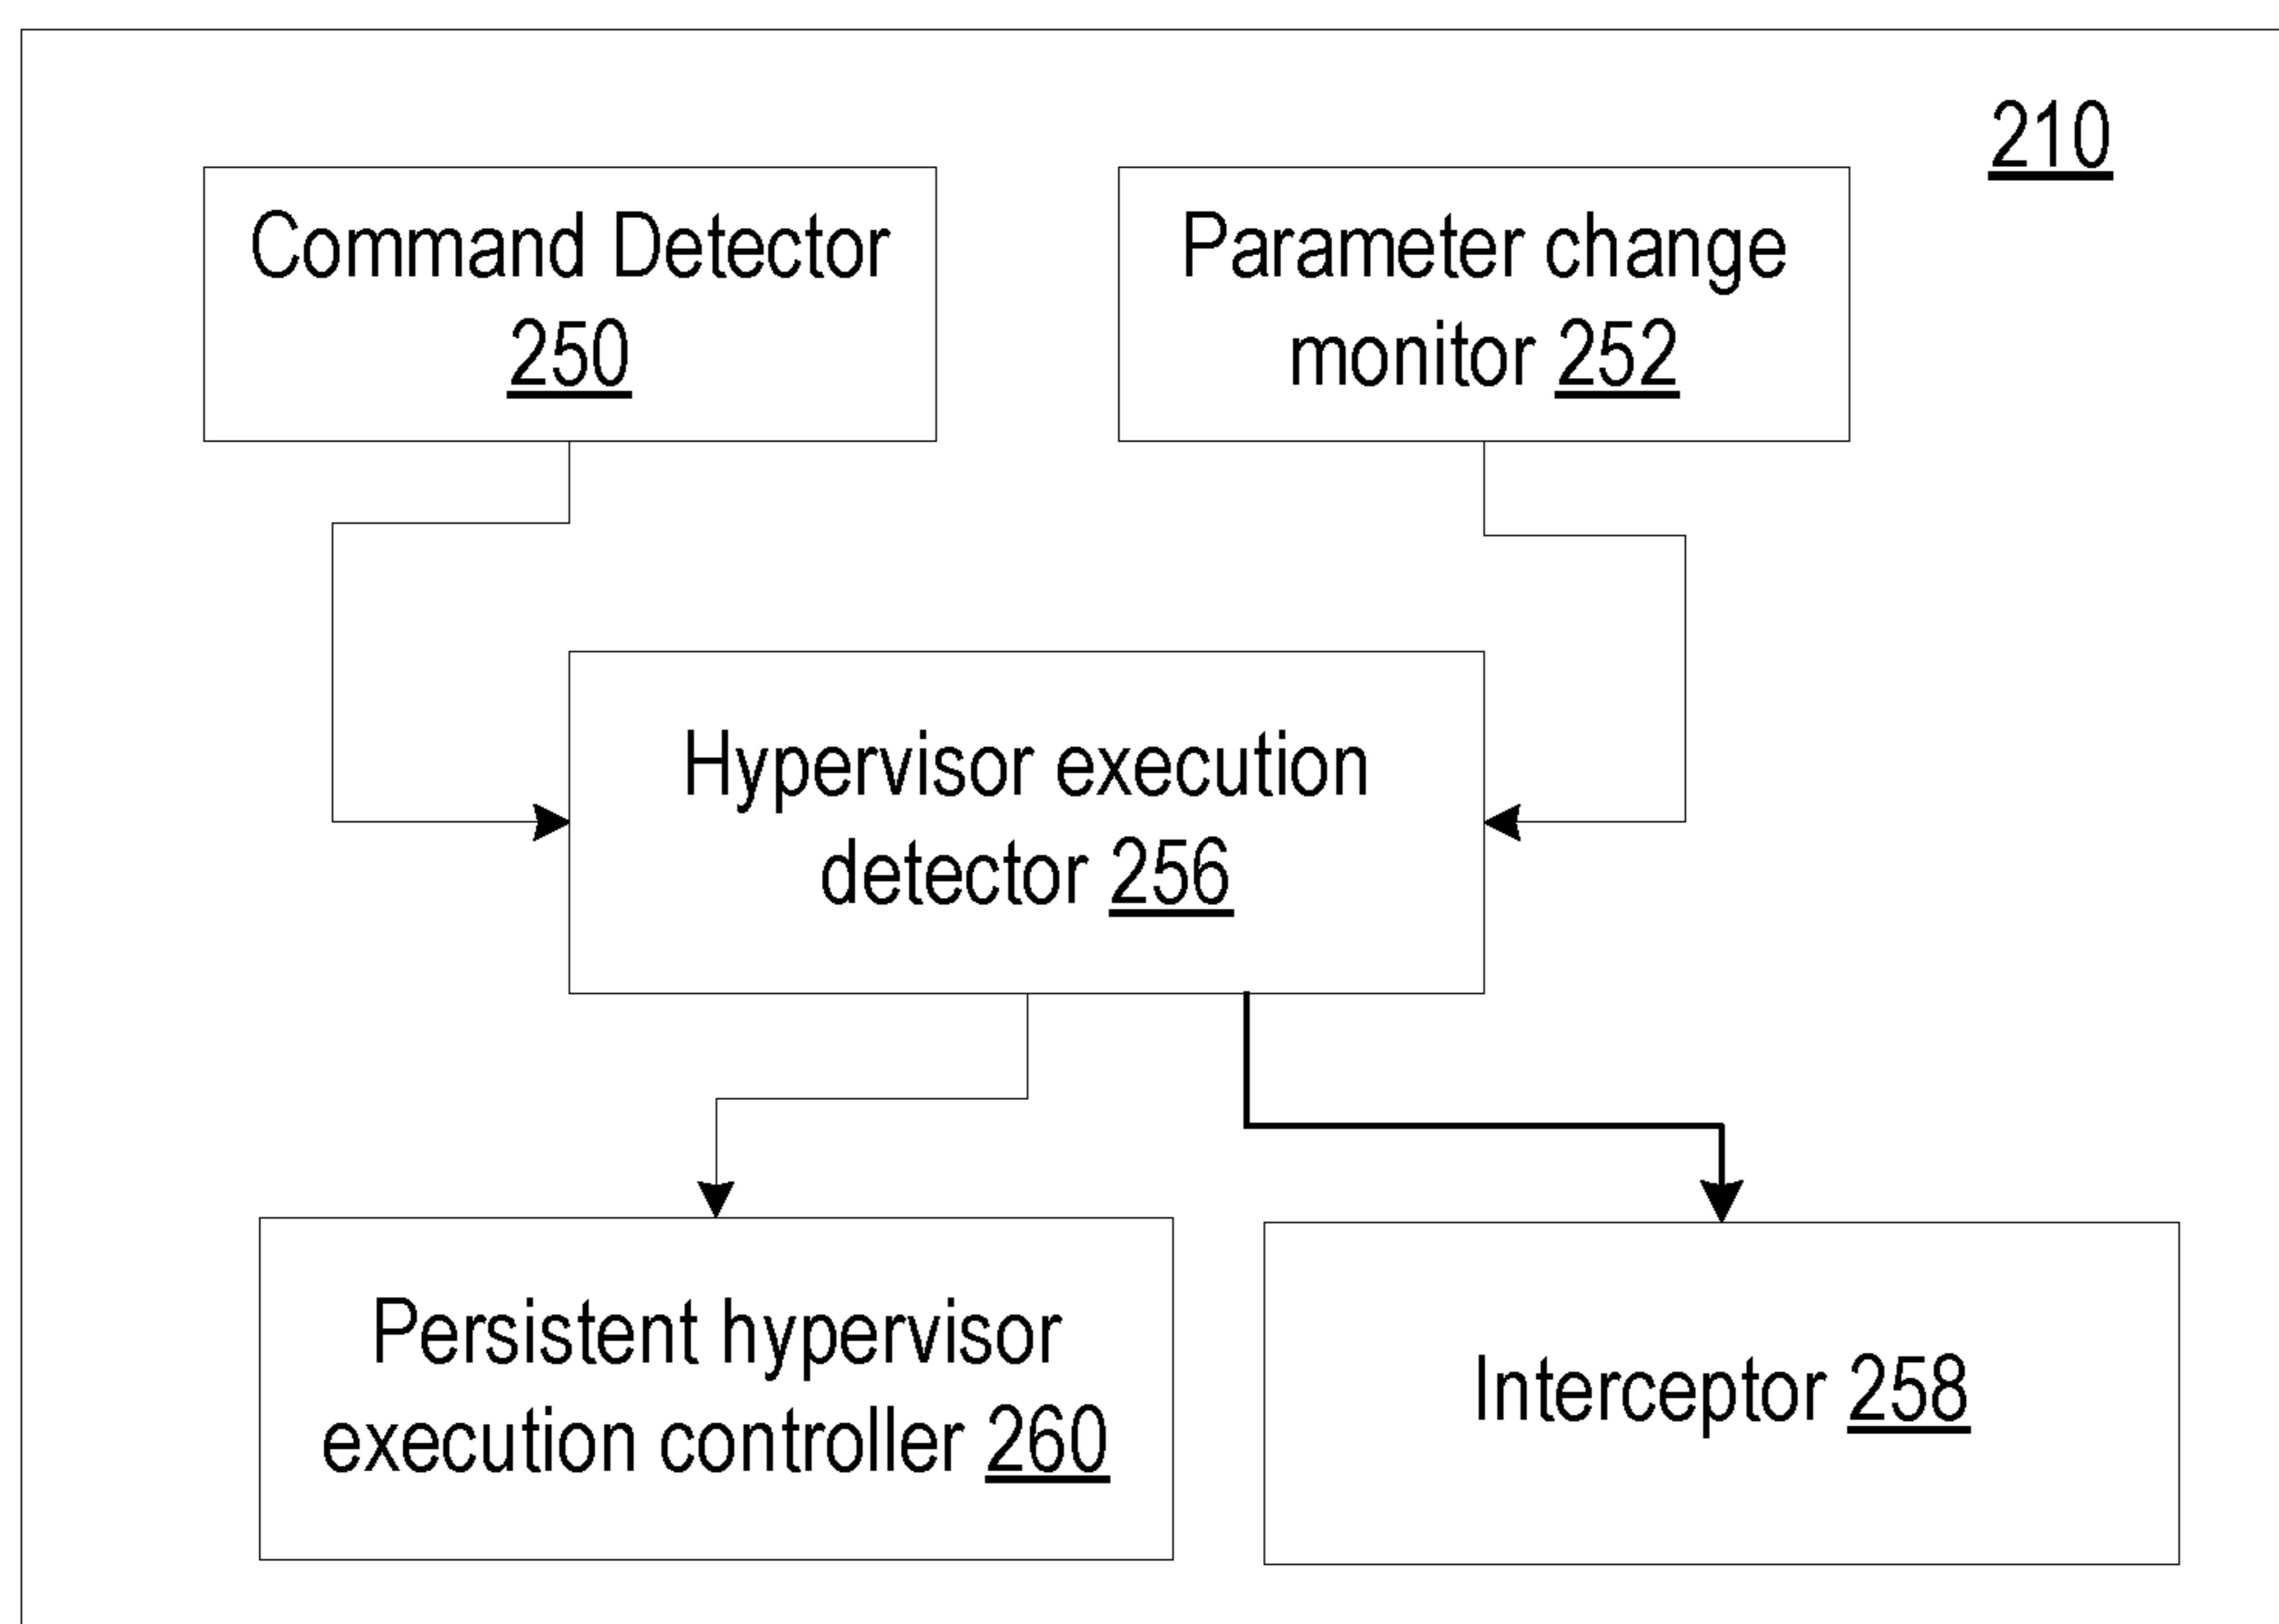 210
Command Detector
250
Parameter change
monitor 252
Hypervisor execution
detector 256
Persistent hypervisor
execution controller 260
Interceptor 258